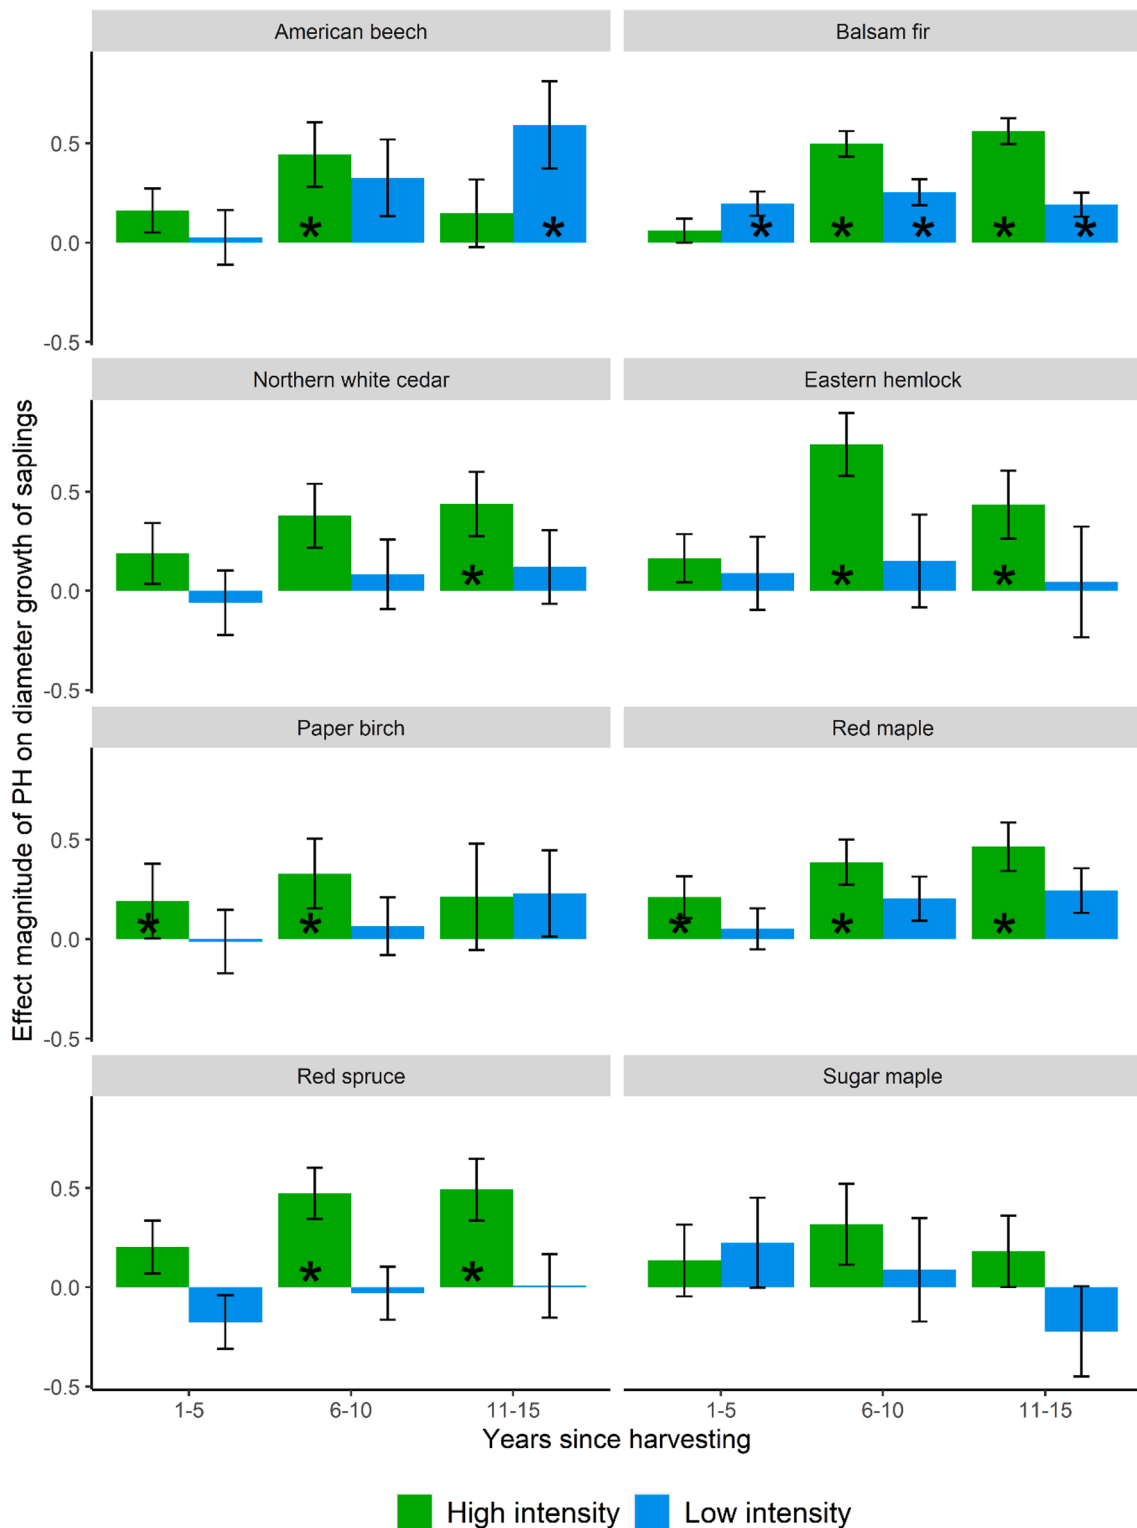 American beech
Balsam fir
0.5
0.0
-0.5
* * * * * * *
Northern white cedar
Eastern hemlock
0.5
0.0
-0.5
* * *
Paper birch
Red maple
0.5
0.0
-0.5
* * * * *
Red spruce
Sugar maple
0.5
0.0
-0.5
* *
1-5 6-10 11-15
1-5 6-10 11-15
Effect magnitude of PH on diameter growth of saplings
Years since harvesting
High intensity
Low intensity